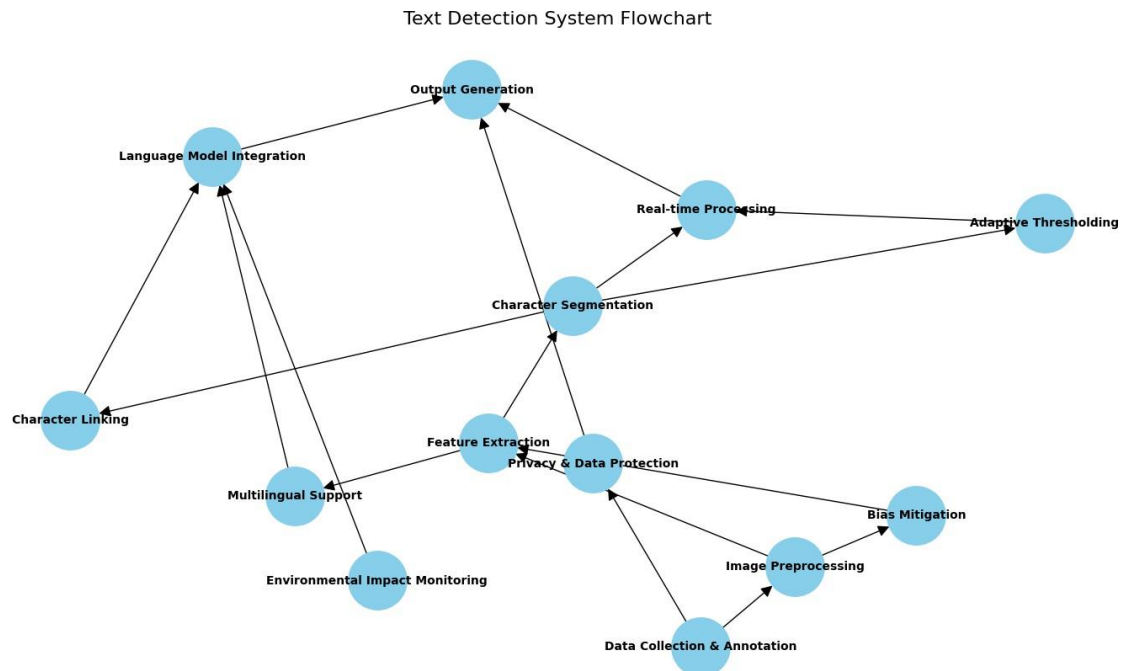 Text Detection System Flowchart
Output Generation
Language Model Integration
Real-time Processing
Adaptive Thresholding
Character Segmentation
Character Linking
Feature Extraction
Privacy & Data Protection
Multilingual Support
Bias Mitigation
Image Preprocessing
Environmental Impact Monitoring
Data Collection & Annotation